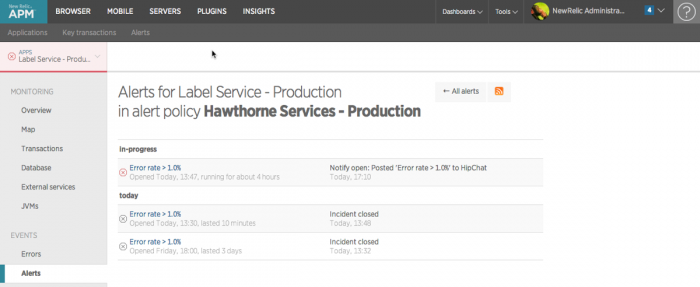 New Relic.
APM
BROWSER MOBILE SERVERS PLUGINS INSIGHTS Dashboards Tools NewRelic Administra... 4 ?
Applications Key transactions Alerts
APPS
Label Service - Produ...
Alerts for Label Service - Production
in alert policy Hawthorne Services - Production
← All alerts
MONITORING
Overview
Map
Transactions
Database
External services
JVMs
EVENTS
Errors
Alerts
in-progress
Error rate > 1.0% Notify open: Posted 'Error rate > 1.0%' to HipChat
Opened Today, 13:47, running for about 4 hours Today, 17:10
today
Error rate > 1.0% Incident closed
Opened Today, 13:30, lasted 10 minutes Today, 13:48
Error rate > 1.0% Incident closed
Opened Friday, 18:00, lasted 3 days Today, 13:32